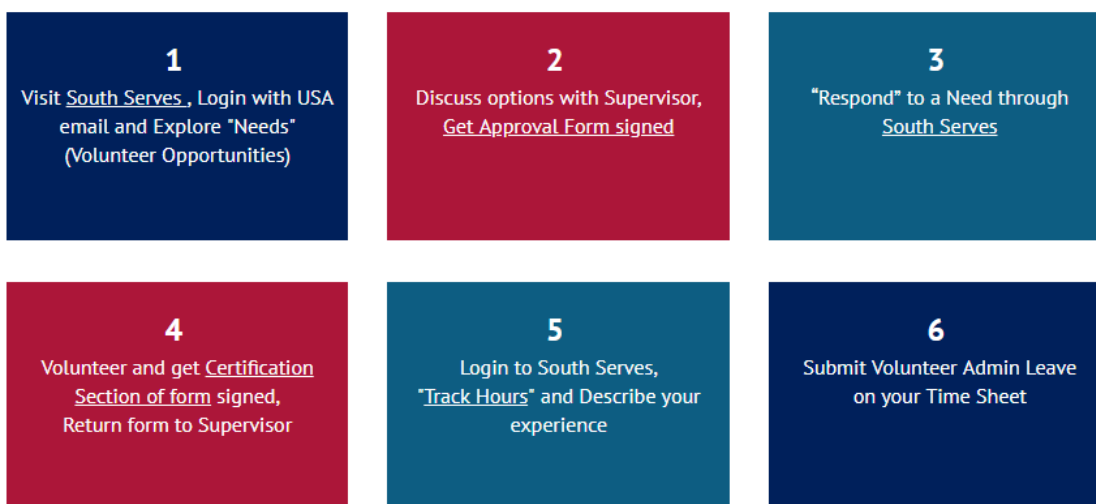 1
Visit South Serves , Login with USA
email and Explore "Needs"
(Volunteer Opportunities)
2
Discuss options with Supervisor,
Get Approval Form signed
3
“Respond” to a Need through
South Serves
4
Volunteer and get Certification
Section of form signed,
Return form to Supervisor
5
Login to South Serves,
"Track Hours" and Describe your
experience
6
Submit Volunteer Admin Leave
on your Time Sheet